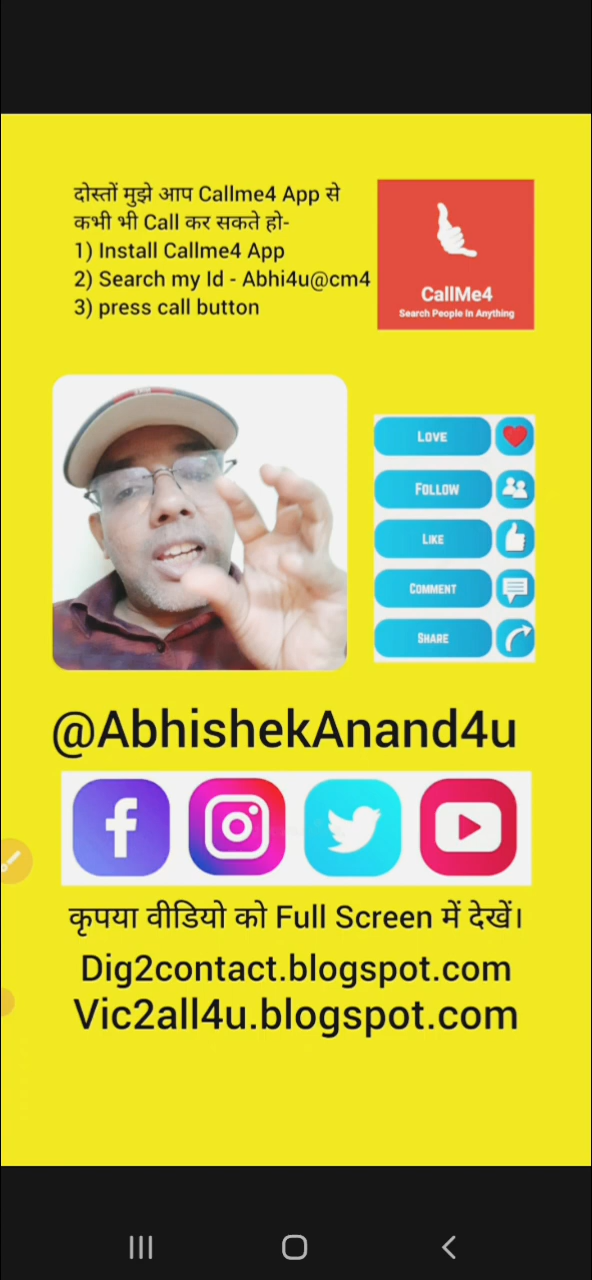 दोस्तों मुझे आप Callme4 App से
कभी भी Call कर सकते हो-
1) Install Callme4 App
2) Search my Id - Abhi4u@cm4
3) press call button
CallMe4
Search People In Anything
LOVE
FOLLOW
LIKE
COMMENT
SHARE
@AbhishekAnand4u
कृपया वीडियो को Full Screen में देखें।
Dig2contact.blogspot.com
Vic2all4u.blogspot.com